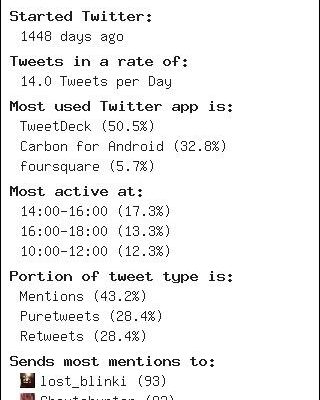 Started Twitter:
1448 days ago
Tweets in a rate of:
14.0 Tweets per Day
Most used Twitter app is:
TweetDeck (50.5%)
Carbon for Android (32.8%)
foursquare (5.7%)
Most active at:
14:00-16:00 (17.3%)
16:00-18:00 (13.3%)
10:00-12:00 (12.3%)
Portion of tweet type is:
Mentions (43.2%)
Puretweets (28.4%)
Retweets (28.4%)
Sends most mentions to:
lost_blinki (93)